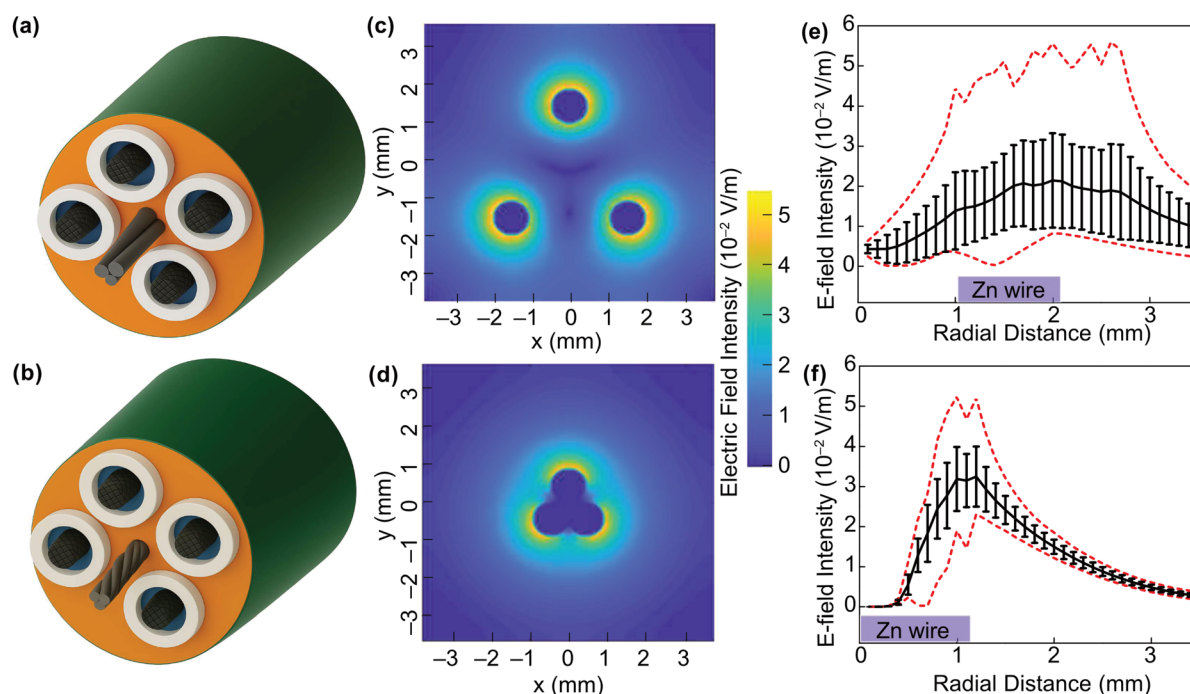 (a)
(b)
(c)
3
2
1
0
−1
−2
−3
y (mm)
−3 −2 −1 0 1 2 3
x (mm)
(d)
3
2
1
0
−1
−2
−3
y (mm)
−3 −2 −1 0 1 2 3
x (mm)
Electric Field Intensity (10⁻² V/m)
5
4
3
2
1
0
(e)
6
5
4
3
2
1
0
E-field Intensity (10⁻² V/m)
Zn wire
0 1 2 3
Radial Distance (mm)
(f)
6
5
4
3
2
1
0
E-field Intensity (10⁻² V/m)
Zn wire
0 1 2 3
Radial Distance (mm)